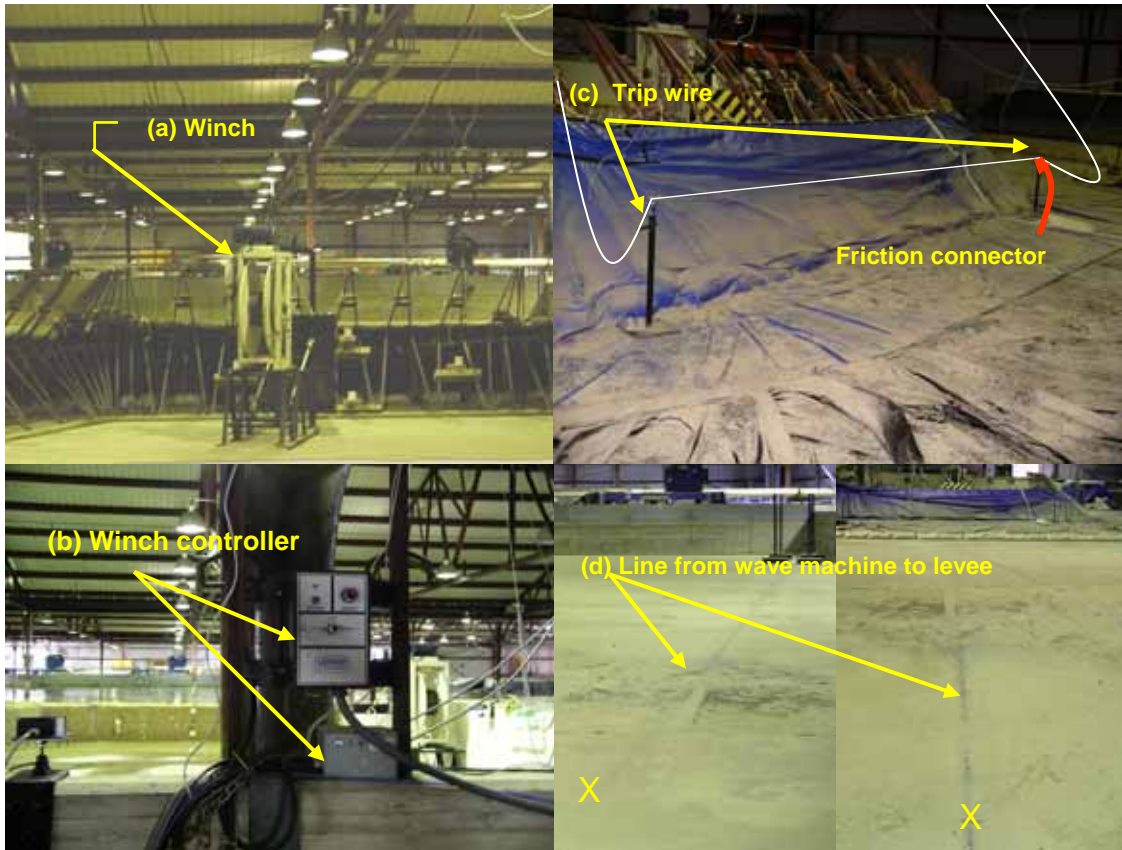 (a) Winch
(c) Trip wire
Friction connector
(b) Winch controller
(d) Line from wave machine to levee
X
X